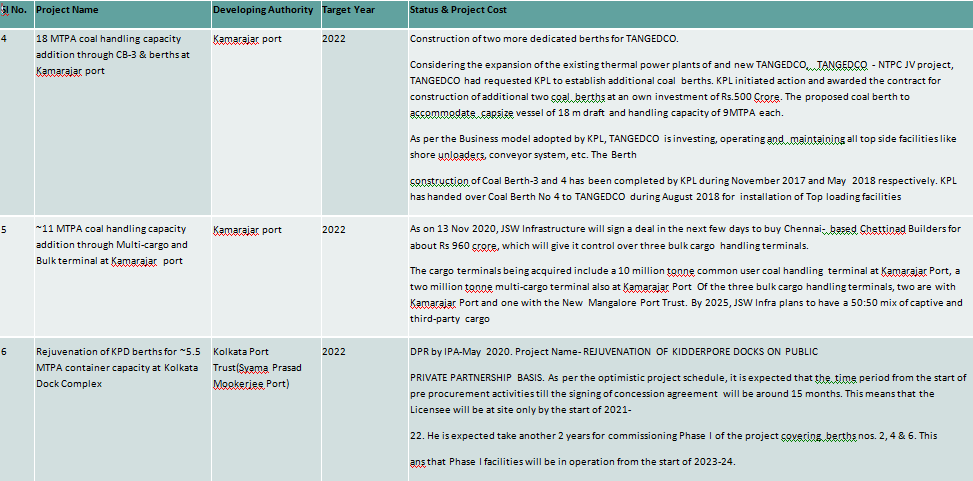 Sl No. Project Name Developing Authority Target Year Status & Project Cost
4 18 MTPA coal handling capacity addition through CB-3 & berths at Kamarajar port Kamarajar port 2022 Construction of two more dedicated berths for TANGEDCO.
Considering the expansion of the existing thermal power plants of and new TANGEDCO, TANGEDCO - NTPC JV project,
TANGEDCO had requested KPL to establish additional coal berths. KPL initiated action and awarded the contract for
construction of additional two coal berths at an own investment of Rs.500 Crore. The proposed coal berth to
accommodate capsize vessel of 18 m draft and handling capacity of 9MTPA each.
As per the Business model adopted by KPL, TANGEDCO is investing, operating and maintaining all top side facilities like
shore unloaders, conveyor system, etc. The Berth
construction of Coal Berth-3 and 4 has been completed by KPL during November 2017 and May 2018 respectively. KPL
has handed over Coal Berth No 4 to TANGEDCO during August 2018 for installation of Top loading facilities
5 ~11 MTPA coal handling capacity addition through Multi-cargo and Bulk terminal at Kamarajar port Kamarajar port 2022 As on 13 Nov 2020, JSW Infrastructure will sign a deal in the next few days to buy Chennai- based Chettinad Builders for
about Rs 960 crore, which will give it control over three bulk cargo handling terminals.
The cargo terminals being acquired include a 10 million tonne common user coal handling terminal at Kamarajar Port, a
two million tonne multi-cargo terminal also at Kamarajar Port Of the three bulk cargo handling terminals, two are with
Kamarajar Port and one with the New Mangalore Port Trust. By 2025, JSW Infra plans to have a 50:50 mix of captive and
third-party cargo
6 Rejuvenation of KPD berths for ~5.5 MTPA container capacity at Kolkata Dock Complex Kolkata Port Trust(Syama Prasad Mookerjee Port) 2022 DPR by IPA-May 2020. Project Name- REJUVENATION OF KIDDERPORE DOCKS ON PUBLIC
PRIVATE PARTNERSHIP BASIS. As per the optimistic project schedule, it is expected that the time period from the start of
pre procurement activities till the signing of concession agreement will be around 15 months. This means that the
Licensee will be at site only by the start of 2021-
22. He is expected take another 2 years for commissioning Phase I of the project covering berths nos. 2, 4 & 6. This
ans that Phase I facilities will be in operation from the start of 2023-24.